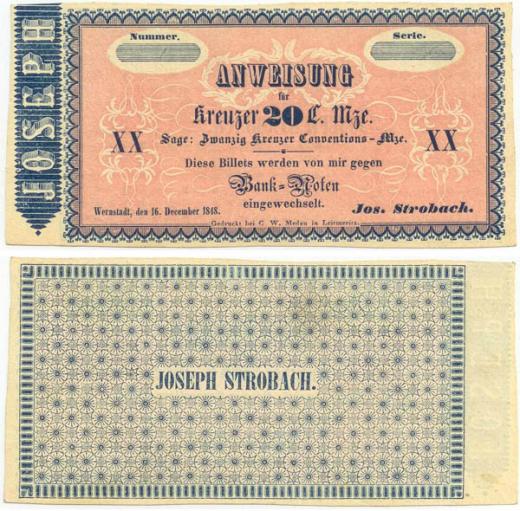 JOSEPH
Nummer. Serie.
ANWEISUNG
für
Kreuzer 20 C. Mze.
XX XX
Sage: Zwanzig Kreuzer Conventions-Mze.
Diese Billets werden von mir gegen
Bank-Noten
eingewechselt.
Wernstadt, den 16. December 1848. Jos. Strobach.
Gedruckt bei C. W. Medau in Leitmeritz.
JOSEPH STROBACH.